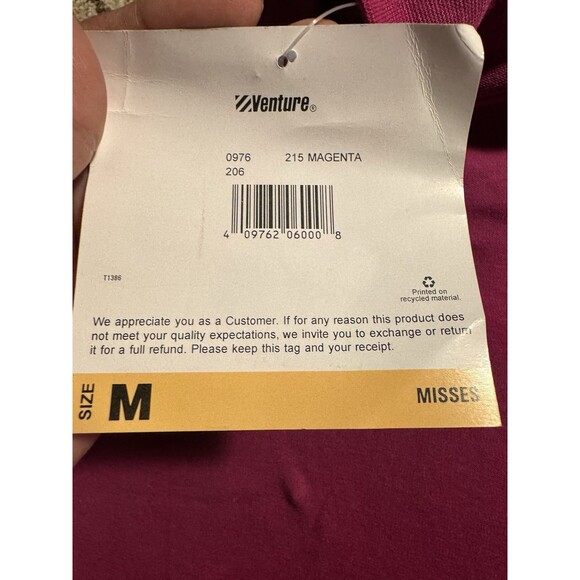 Venture®
0976 215 MAGENTA
206
4 09762 06000 8
T1386
Printed on
recycled material.
We appreciate you as a Customer. If for any reason this product does
not meet your quality expectations, we invite you to exchange or return
it for a full refund. Please keep this tag and your receipt.
SIZE M MISSES